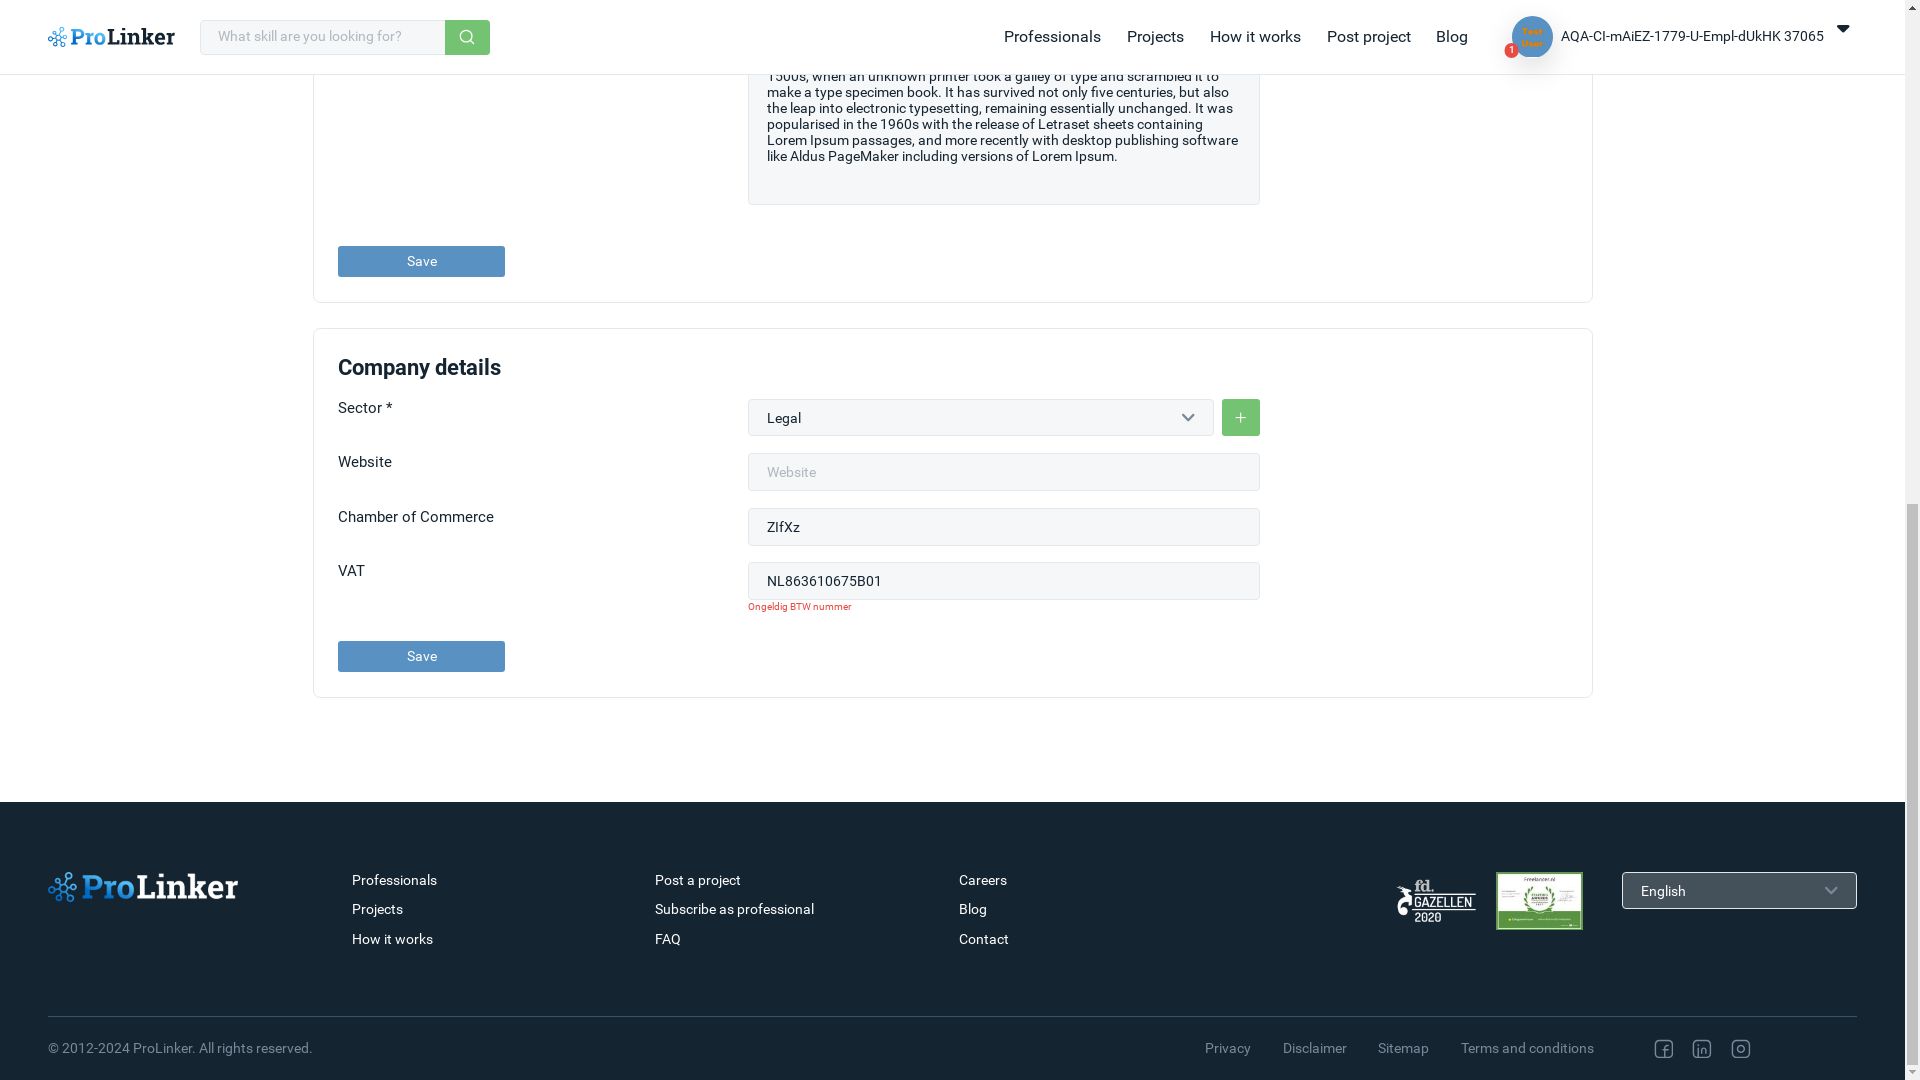 ProLinker
What skill are you looking for?
Professionals
Projects
How it works
Post project
Blog
Test
User
1
AQA-CI-mAiEZ-1779-U-Empl-dUkHK 37065
1500s, when an unknown printer took a galley of type and scrambled it to
make a type specimen book. It has survived not only five centuries, but also
the leap into electronic typesetting, remaining essentially unchanged. It was
popularised in the 1960s with the release of Letraset sheets containing
Lorem Ipsum passages, and more recently with desktop publishing software
like Aldus PageMaker including versions of Lorem Ipsum.
Save
Company details
Sector *
Legal
Website
Website
Chamber of Commerce
ZIfXz
VAT
NL863610675B01
Ongeldig BTW nummer
Save
ProLinker
Professionals
Projects
How it works
Post a project
Subscribe as professional
FAQ
Careers
Blog
Contact
fd.
GAZELLEN
2020
Freelancer.nl
English
© 2012-2024 ProLinker. All rights reserved.
Privacy
Disclaimer
Sitemap
Terms and conditions